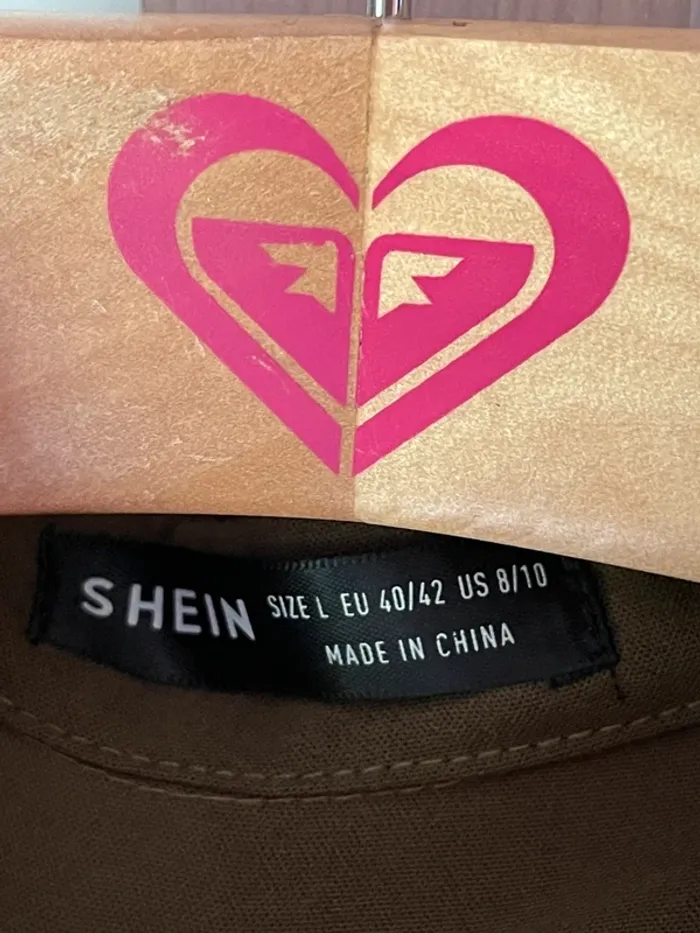 SHEIN SIZE L EU 40/42 US 8/10
MADE IN CHINA